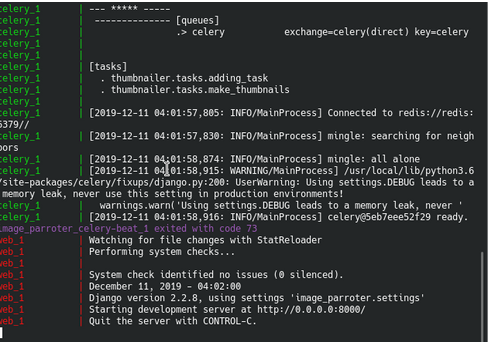 celery_1 | --- ***** -----
celery_1 | -------------- [queues]
celery_1 | .> celery exchange=celery(direct) key=celery
celery_1 |
celery_1 |
celery_1 | [tasks]
celery_1 | . thumbnailer.tasks.adding_task
celery_1 | . thumbnailer.tasks.make_thumbnails
celery_1 |
celery_1 | [2019-12-11 04:01:57,805: INFO/MainProcess] Connected to redis://redis:
6379//
celery_1 | [2019-12-11 04:01:57,830: INFO/MainProcess] mingle: searching for neigh
bors
celery_1 | [2019-12-11 04:01:58,874: INFO/MainProcess] mingle: all alone
celery_1 | [2019-12-11 04:01:58,915: WARNING/MainProcess] /usr/local/lib/python3.6
/site-packages/celery/fixups/django.py:200: UserWarning: Using settings.DEBUG leads to a
memory leak, never use this setting in production environments!
celery_1 | warnings.warn('Using settings.DEBUG leads to a memory leak, never '
celery_1 | [2019-12-11 04:01:58,916: INFO/MainProcess] celery@5eb7eee52f29 ready.
image_parroter_celery-beat_1 exited with code 73
web_1 | Watching for file changes with StatReloader
web_1 | Performing system checks...
web_1 |
web_1 | System check identified no issues (0 silenced).
web_1 | December 11, 2019 - 04:02:00
web_1 | Django version 2.2.8, using settings 'image_parroter.settings'
web_1 | Starting development server at http://0.0.0.0:8000/
web_1 | Quit the server with CONTROL-C.